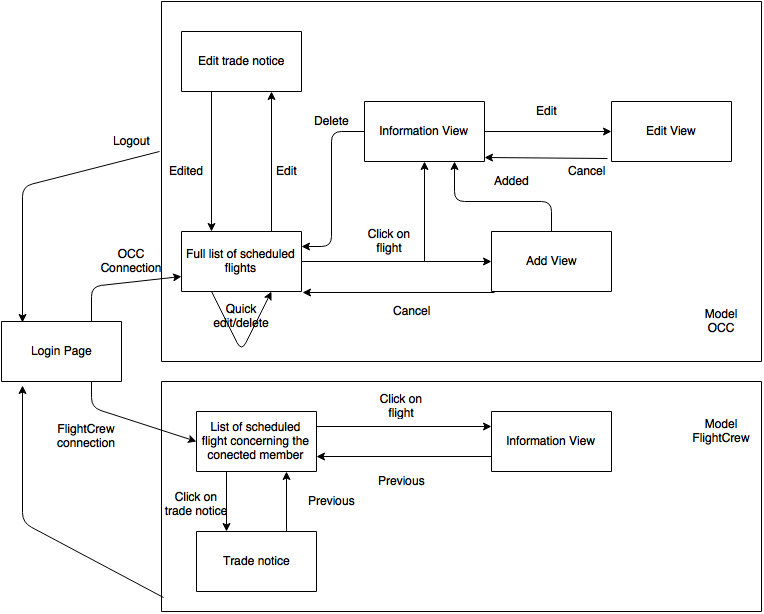 Edit trade notice
Information View
Edit
Edit View
Delete
Logout
Edited
Edit
Cancel
Added
OCC
Connection
Full list of scheduled
flights
Click on
flight
Add View
Quick
edit/delete
Cancel
Model
OCC
Login Page
FlightCrew
connection
List of scheduled
flight concerning the
conected member
Click on
flight
Information View
Model
FlightCrew
Previous
Click on
trade notice
Previous
Trade notice